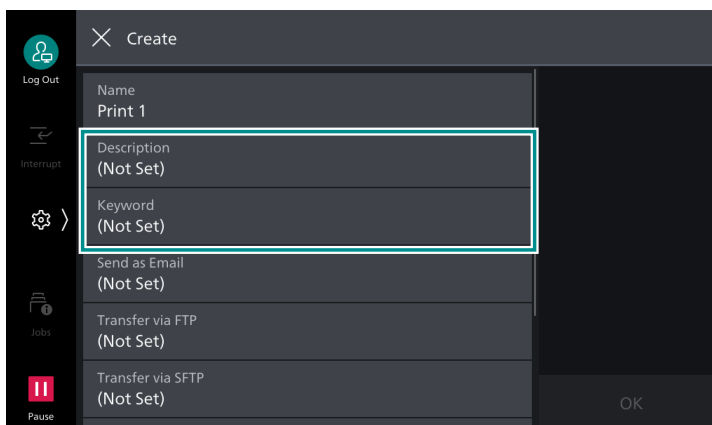 Create
Log Out
Name
Print 1
Description
(Not Set)
Interrupt
Keyword
(Not Set)
Send as Email
(Not Set)
Jobs
Transfer via FTP
(Not Set)
Transfer via SFTP
(Not Set)
Pause
OK